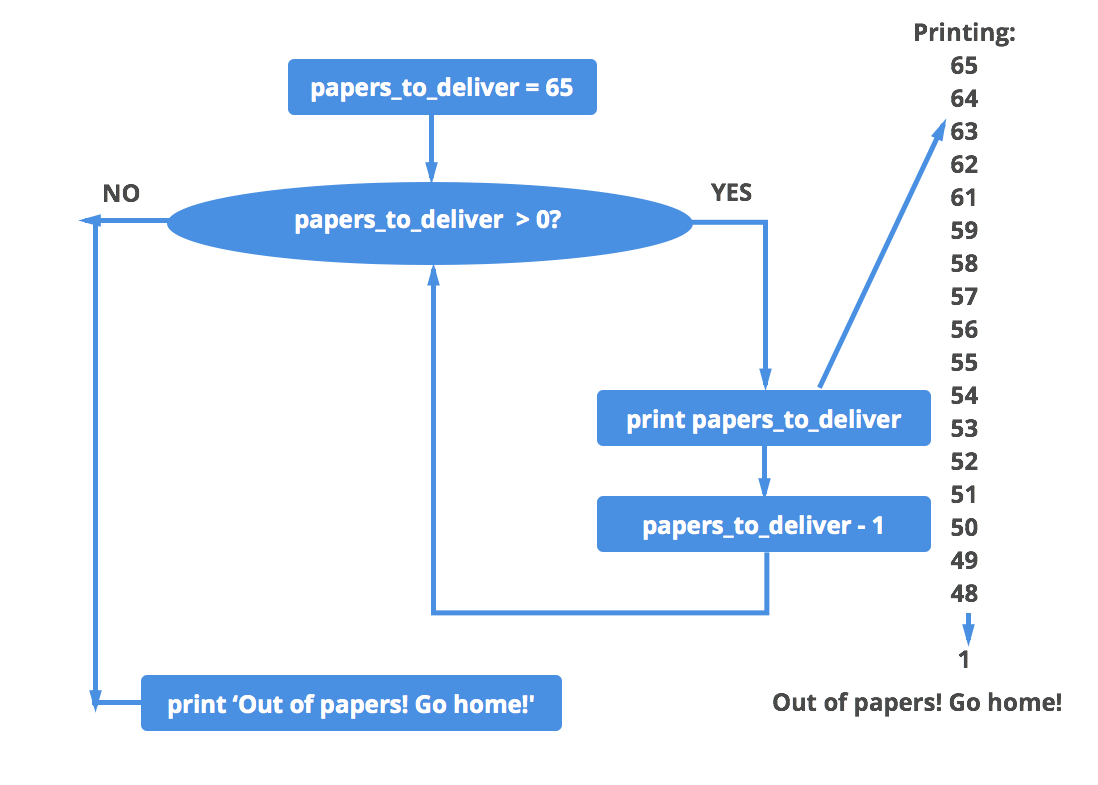 Printing:
65
64
63
62
61
59
58
57
56
55
54
53
52
51
50
49
48
1
Out of papers! Go home!
papers_to_deliver = 65
NO
YES
papers_to_deliver  > 0?
print papers_to_deliver
papers_to_deliver - 1
print ‘Out of papers! Go home!'